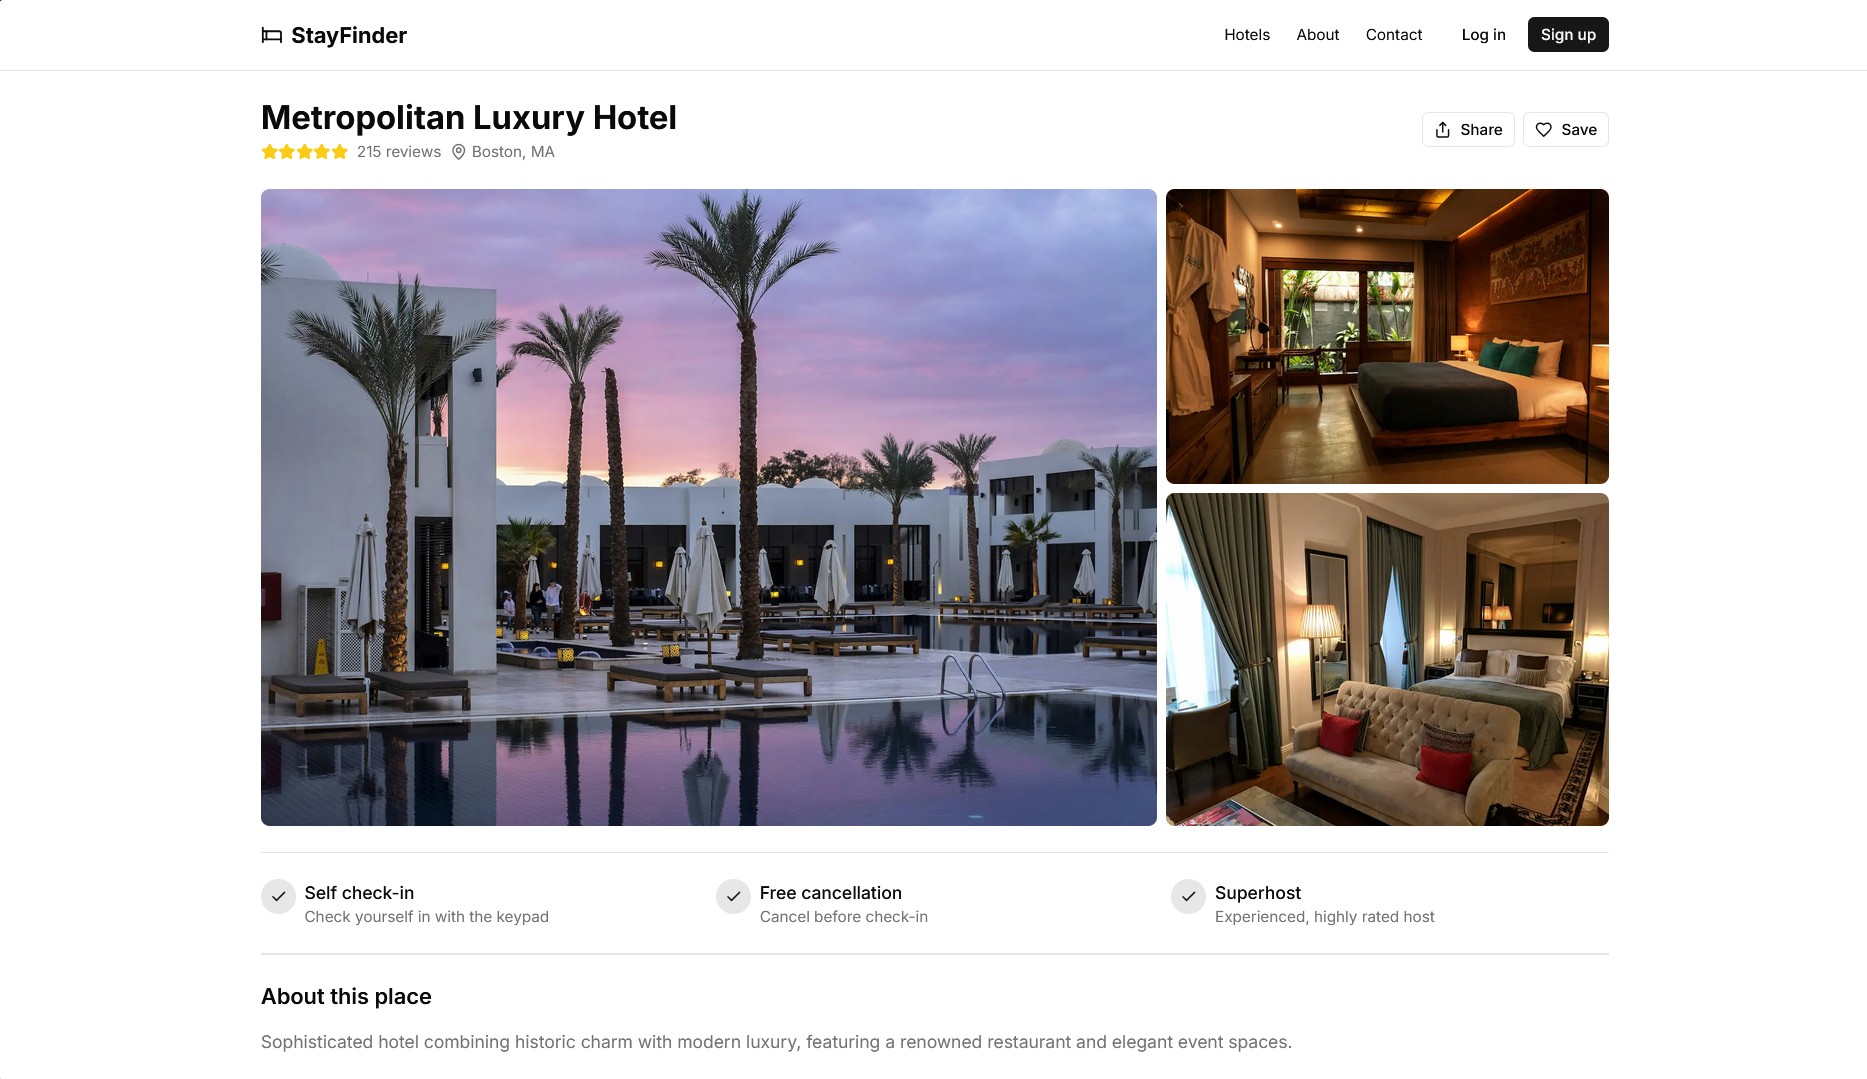 StayFinder
Hotels About Contact Log in Sign up
Metropolitan Luxury Hotel
215 reviews Boston, MA
Share Save
Self check-in
Check yourself in with the keypad
Free cancellation
Cancel before check-in
Superhost
Experienced, highly rated host
About this place
Sophisticated hotel combining historic charm with modern luxury, featuring a renowned restaurant and elegant event spaces.